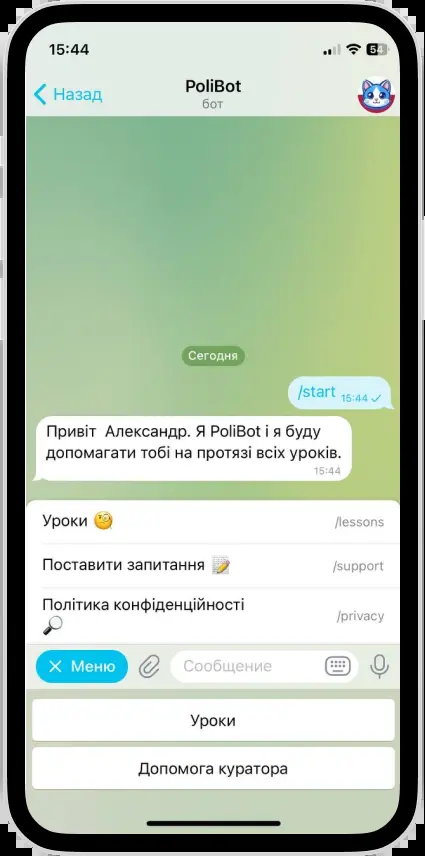 15:44
54
Назад
PoliBot
бот
Сегодня
/start 15:44
Привіт  Александр. Я PoliBot і я буду
допомагати тобі на протязі всіх уроків.
15:44
Уроки 🧐 /lessons
Поставити запитання 📝 /support
Політика конфіденційності
🔎 /privacy
Меню Сообщение
Уроки
Допомога куратора